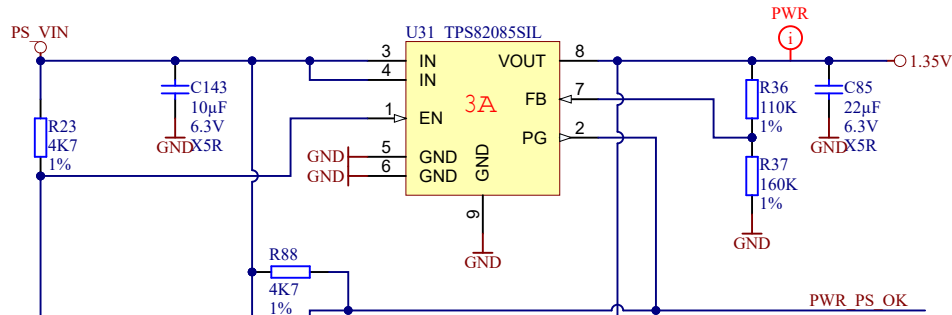 PWR
i
PS_VIN
U31 TPS82085SIL
3 IN VOUT 8
4 IN
1.35V
C143
10µF
6.3V
X5R
GND
3A
FB 7
R36
110K
1%
C85
22µF
6.3V
X5R
GND
1 EN
PG 2
R23
4K7
1%
GND 5 GND
GND 6 GND
GND
9
GND
R37
160K
1%
GND
R88
4K7
1%
PWR_PS_OK